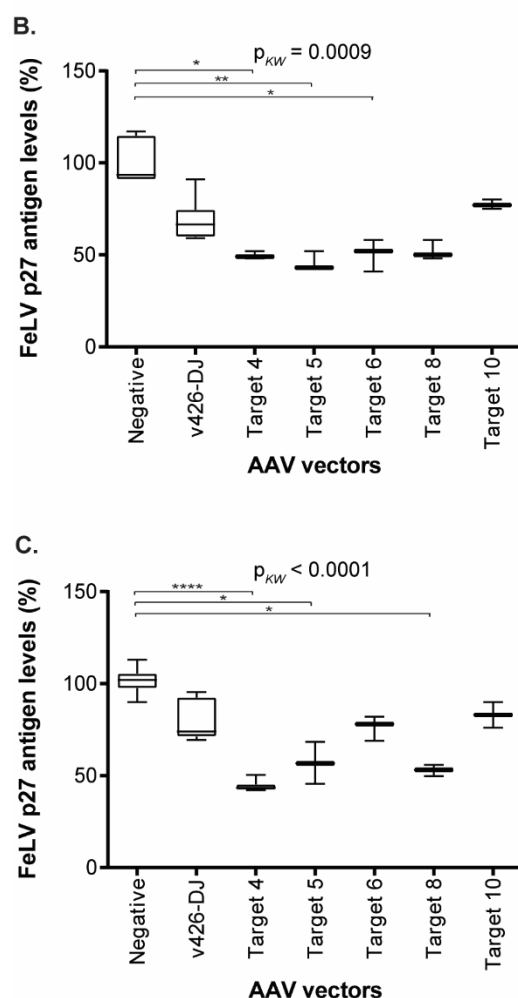 B.
p_KW = 0.0009
*
**
*
FeLV p27 antigen levels (%)
150
100
50
0
Negative
v426-DJ
Target 4
Target 5
Target 6
Target 8
Target 10
AAV vectors
C.
p_KW < 0.0001
****
*
*
FeLV p27 antigen levels (%)
150
100
50
0
Negative
v426-DJ
Target 4
Target 5
Target 6
Target 8
Target 10
AAV vectors